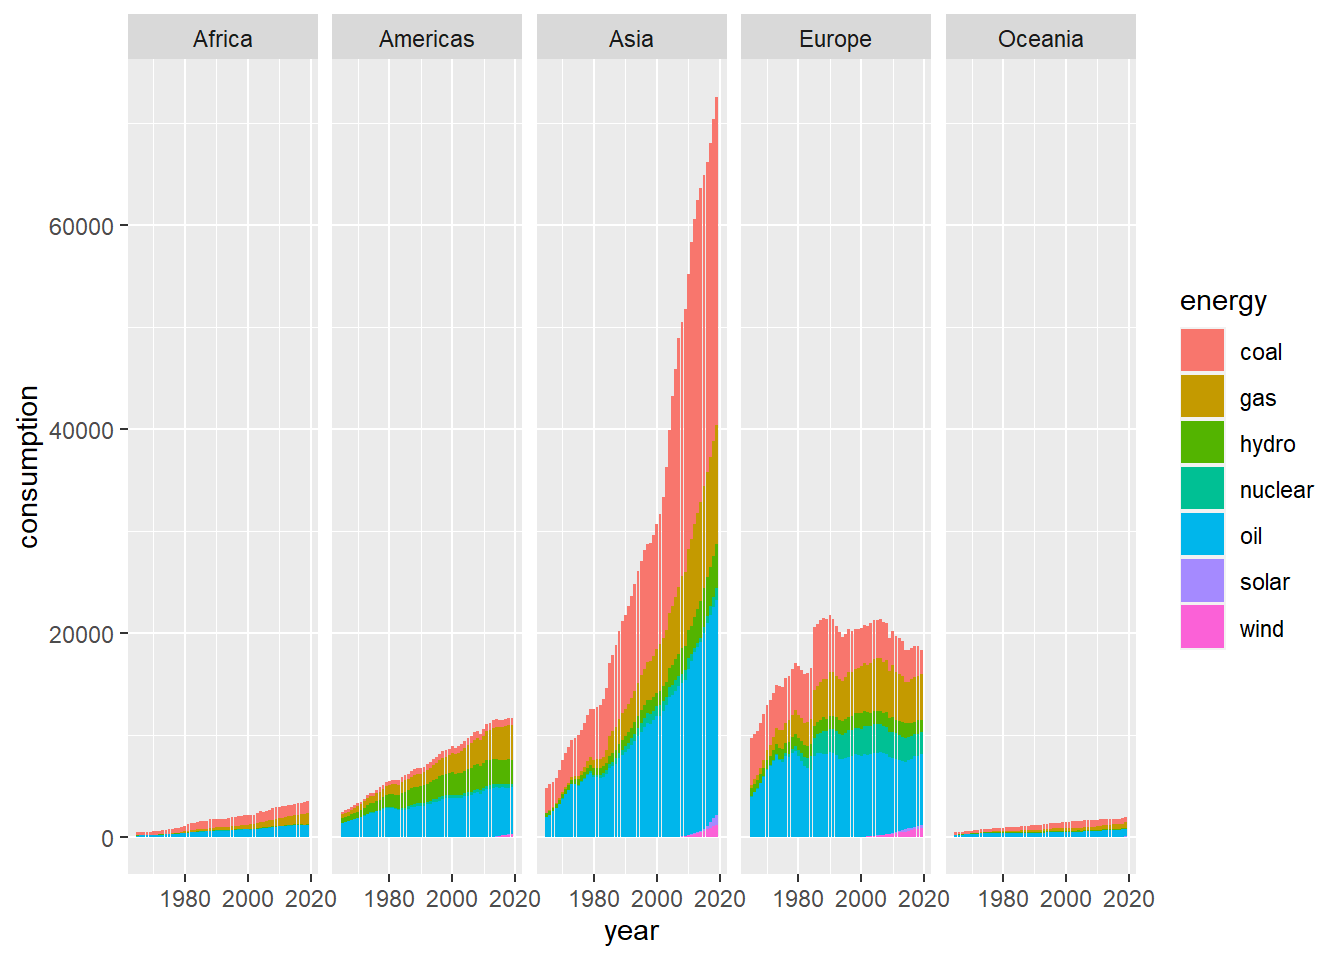 Africa Americas Asia Europe Oceania
60000
40000
20000
0
consumption
1980 2000 2020 1980 2000 2020 1980 2000 2020 1980 2000 2020 1980 2000 2020
year
energy
coal
gas
hydro
nuclear
oil
solar
wind